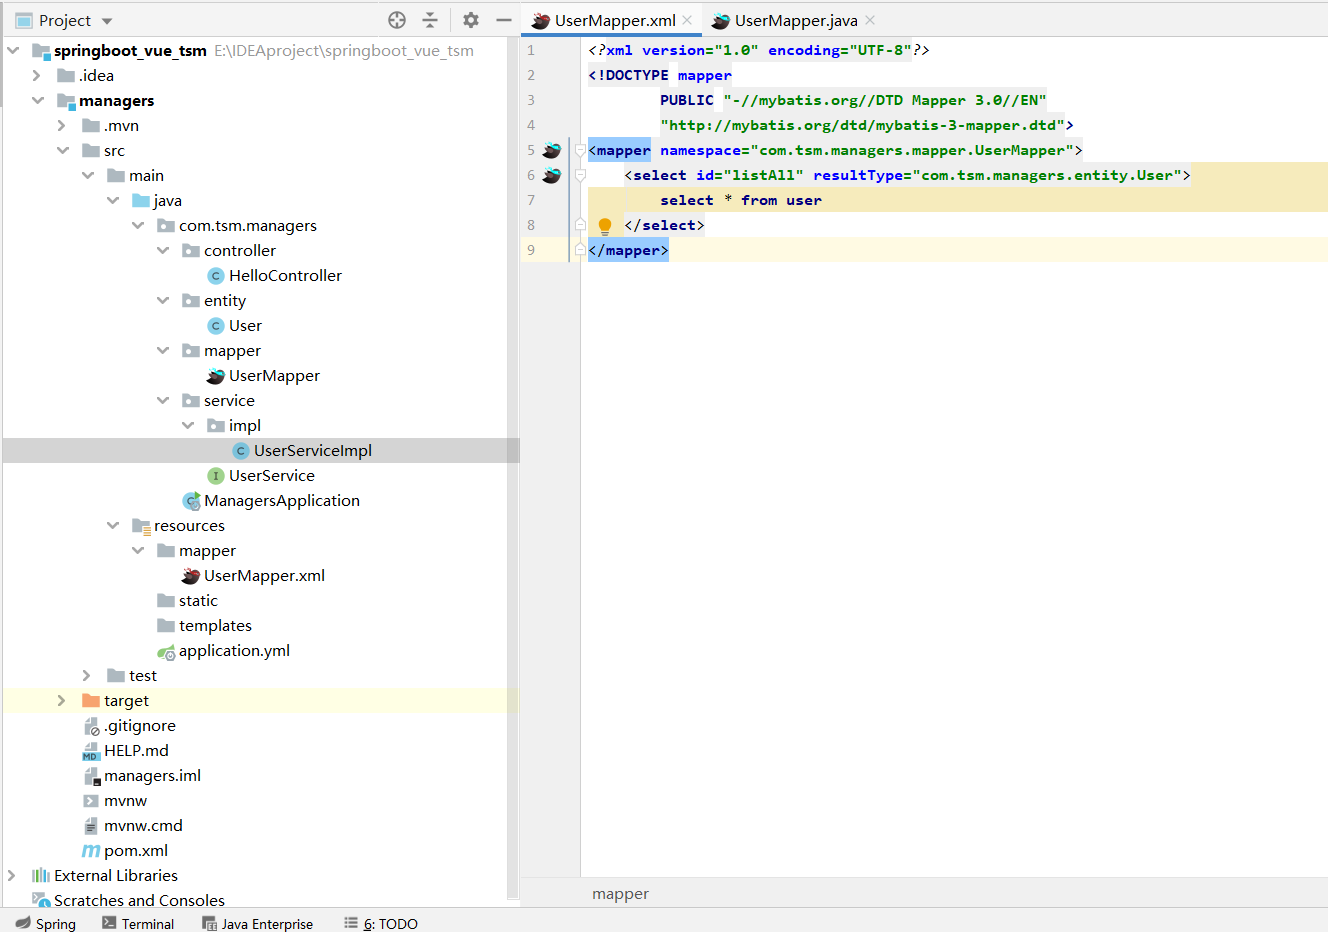 Project
springboot_vue_tsm E:\IDEAproject\springboot_vue_tsm
.idea
managers
.mvn
src
main
java
com.tsm.managers
controller
HelloController
entity
User
mapper
UserMapper
service
impl
UserServiceImpl
UserService
ManagersApplication
resources
mapper
UserMapper.xml
static
templates
application.yml
test
target
.gitignore
HELP.md
managers.iml
mvnw
mvnw.cmd
pom.xml
External Libraries
Scratches and Consoles
UserMapper.xml UserMapper.java
1 <?xml version="1.0" encoding="UTF-8"?>
2 <!DOCTYPE mapper
3 PUBLIC "-//mybatis.org//DTD Mapper 3.0//EN"
4 "http://mybatis.org/dtd/mybatis-3-mapper.dtd">
5 <mapper namespace="com.tsm.managers.mapper.UserMapper">
6 <select id="listAll" resultType="com.tsm.managers.entity.User">
7 select * from user
8 </select>
9 </mapper>
mapper
Spring Terminal Java Enterprise 6: TODO